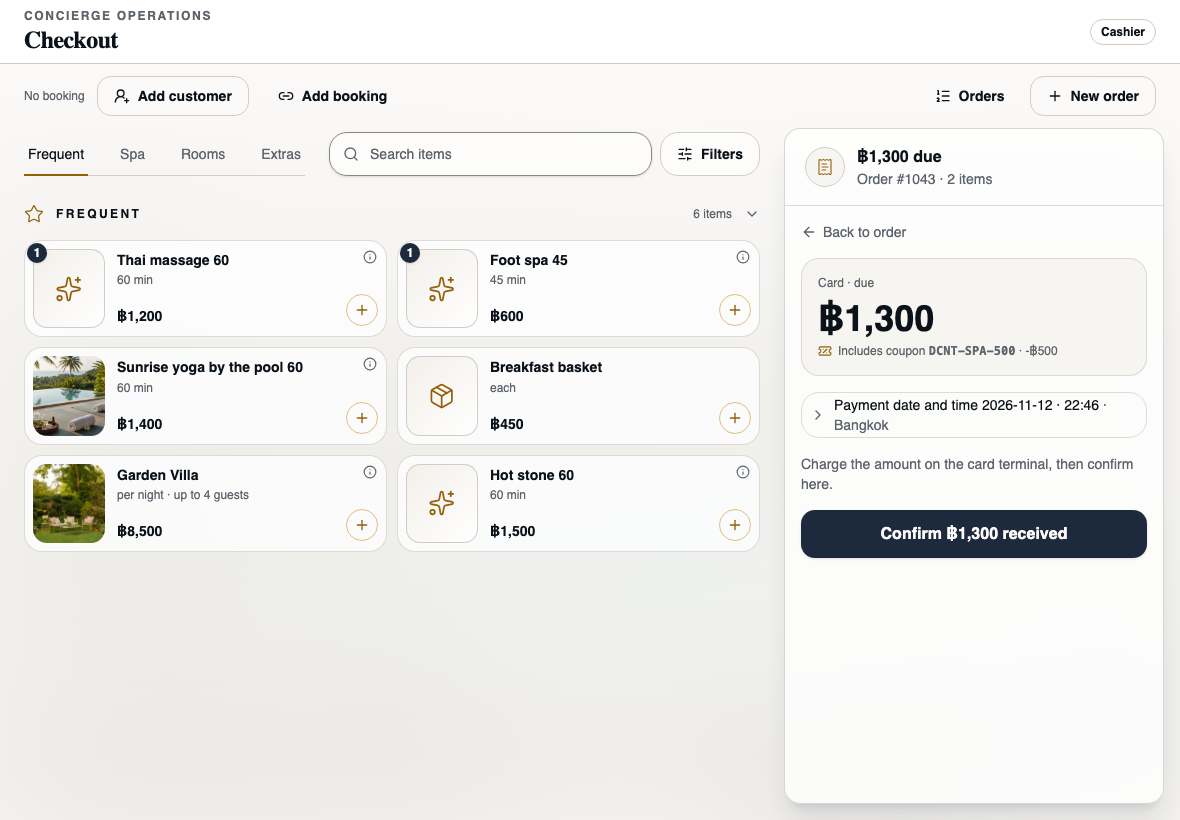 CONCIERGE OPERATIONS
Checkout
Cashier
No booking
Add customer
Add booking
Orders
New order
Frequent
Spa
Rooms
Extras
Search items
Filters
FREQUENT
6 items
1
Thai massage 60
60 min
฿1,200
1
Foot spa 45
45 min
฿600
Sunrise yoga by the pool 60
60 min
฿1,400
Breakfast basket
each
฿450
Garden Villa
per night · up to 4 guests
฿8,500
Hot stone 60
60 min
฿1,500
฿1,300 due
Order #1043 · 2 items
Back to order
Card · due
฿1,300
Includes coupon DCNT-SPA-500 · -฿500
Payment date and time 2026-11-12 · 22:46 ·
Bangkok
Charge the amount on the card terminal, then confirm
here.
Confirm ฿1,300 received